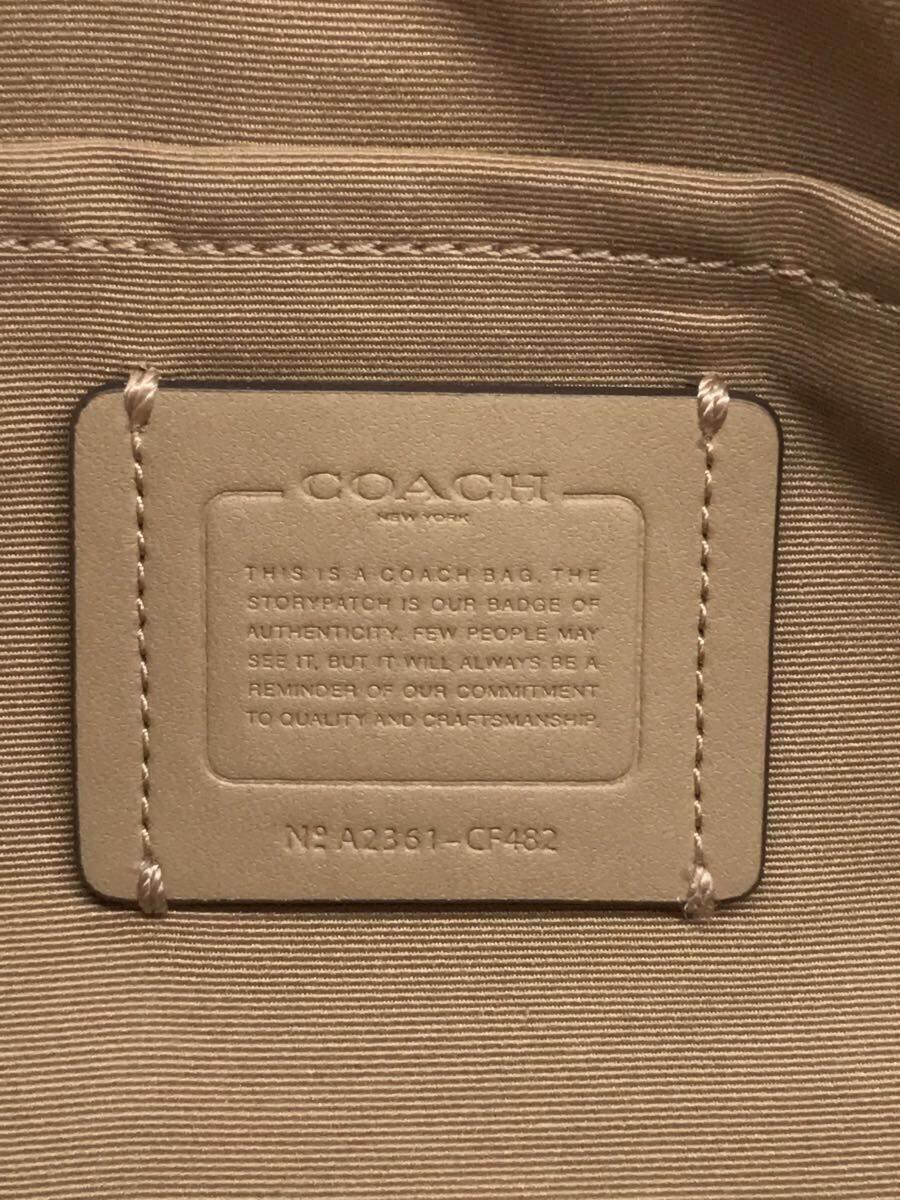 COACH
NEW YORK
THIS IS A COACH BAG. THE
STORYPATCH IS OUR BADGE OF
AUTHENTICITY. FEW PEOPLE MAY
SEE IT, BUT IT WILL ALWAYS BE A
REMINDER OF OUR COMMITMENT
TO QUALITY AND CRAFTSMANSHIP.
Nº A2361-CF482